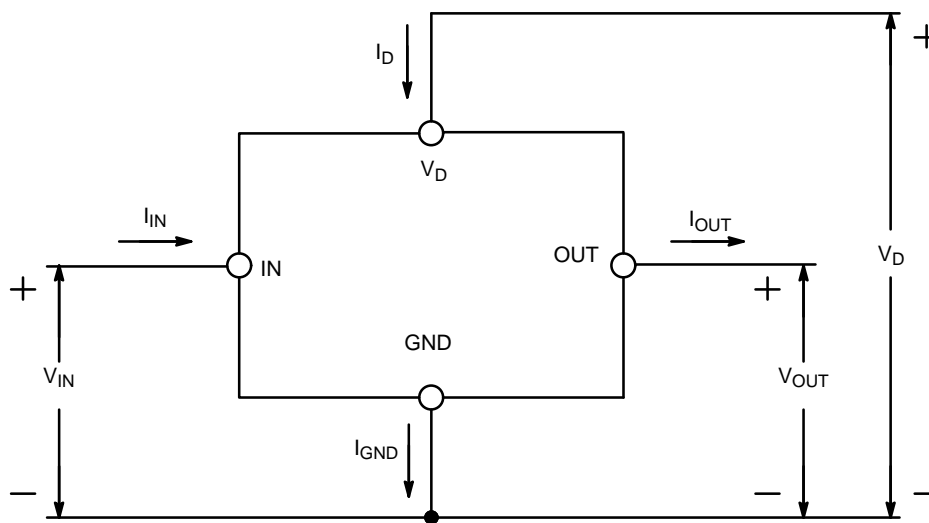 +
I_D
V_D
I_IN
I_OUT
IN
OUT
V_D
+
+
GND
V_IN
V_OUT
I_GND
−
−
−